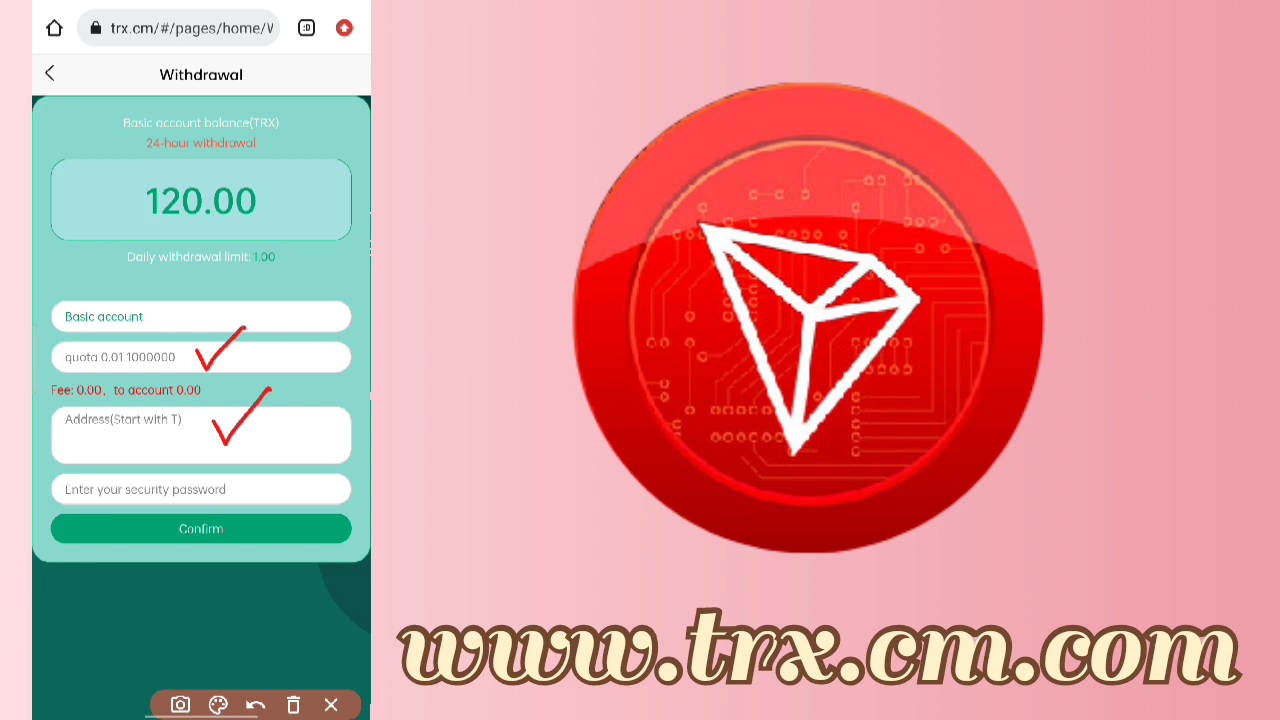 trx.cm/#/pages/home/W
:D
Withdrawal
Basic account balance(TRX)
24-hour withdrawal
120.00
Daily withdrawal limit: 1.00
Basic account
quota 0.01 1000000
Fee: 0.00, to account 0.00
Address(Start with T)
Enter your security password
Confirm
www.trx.cm.com